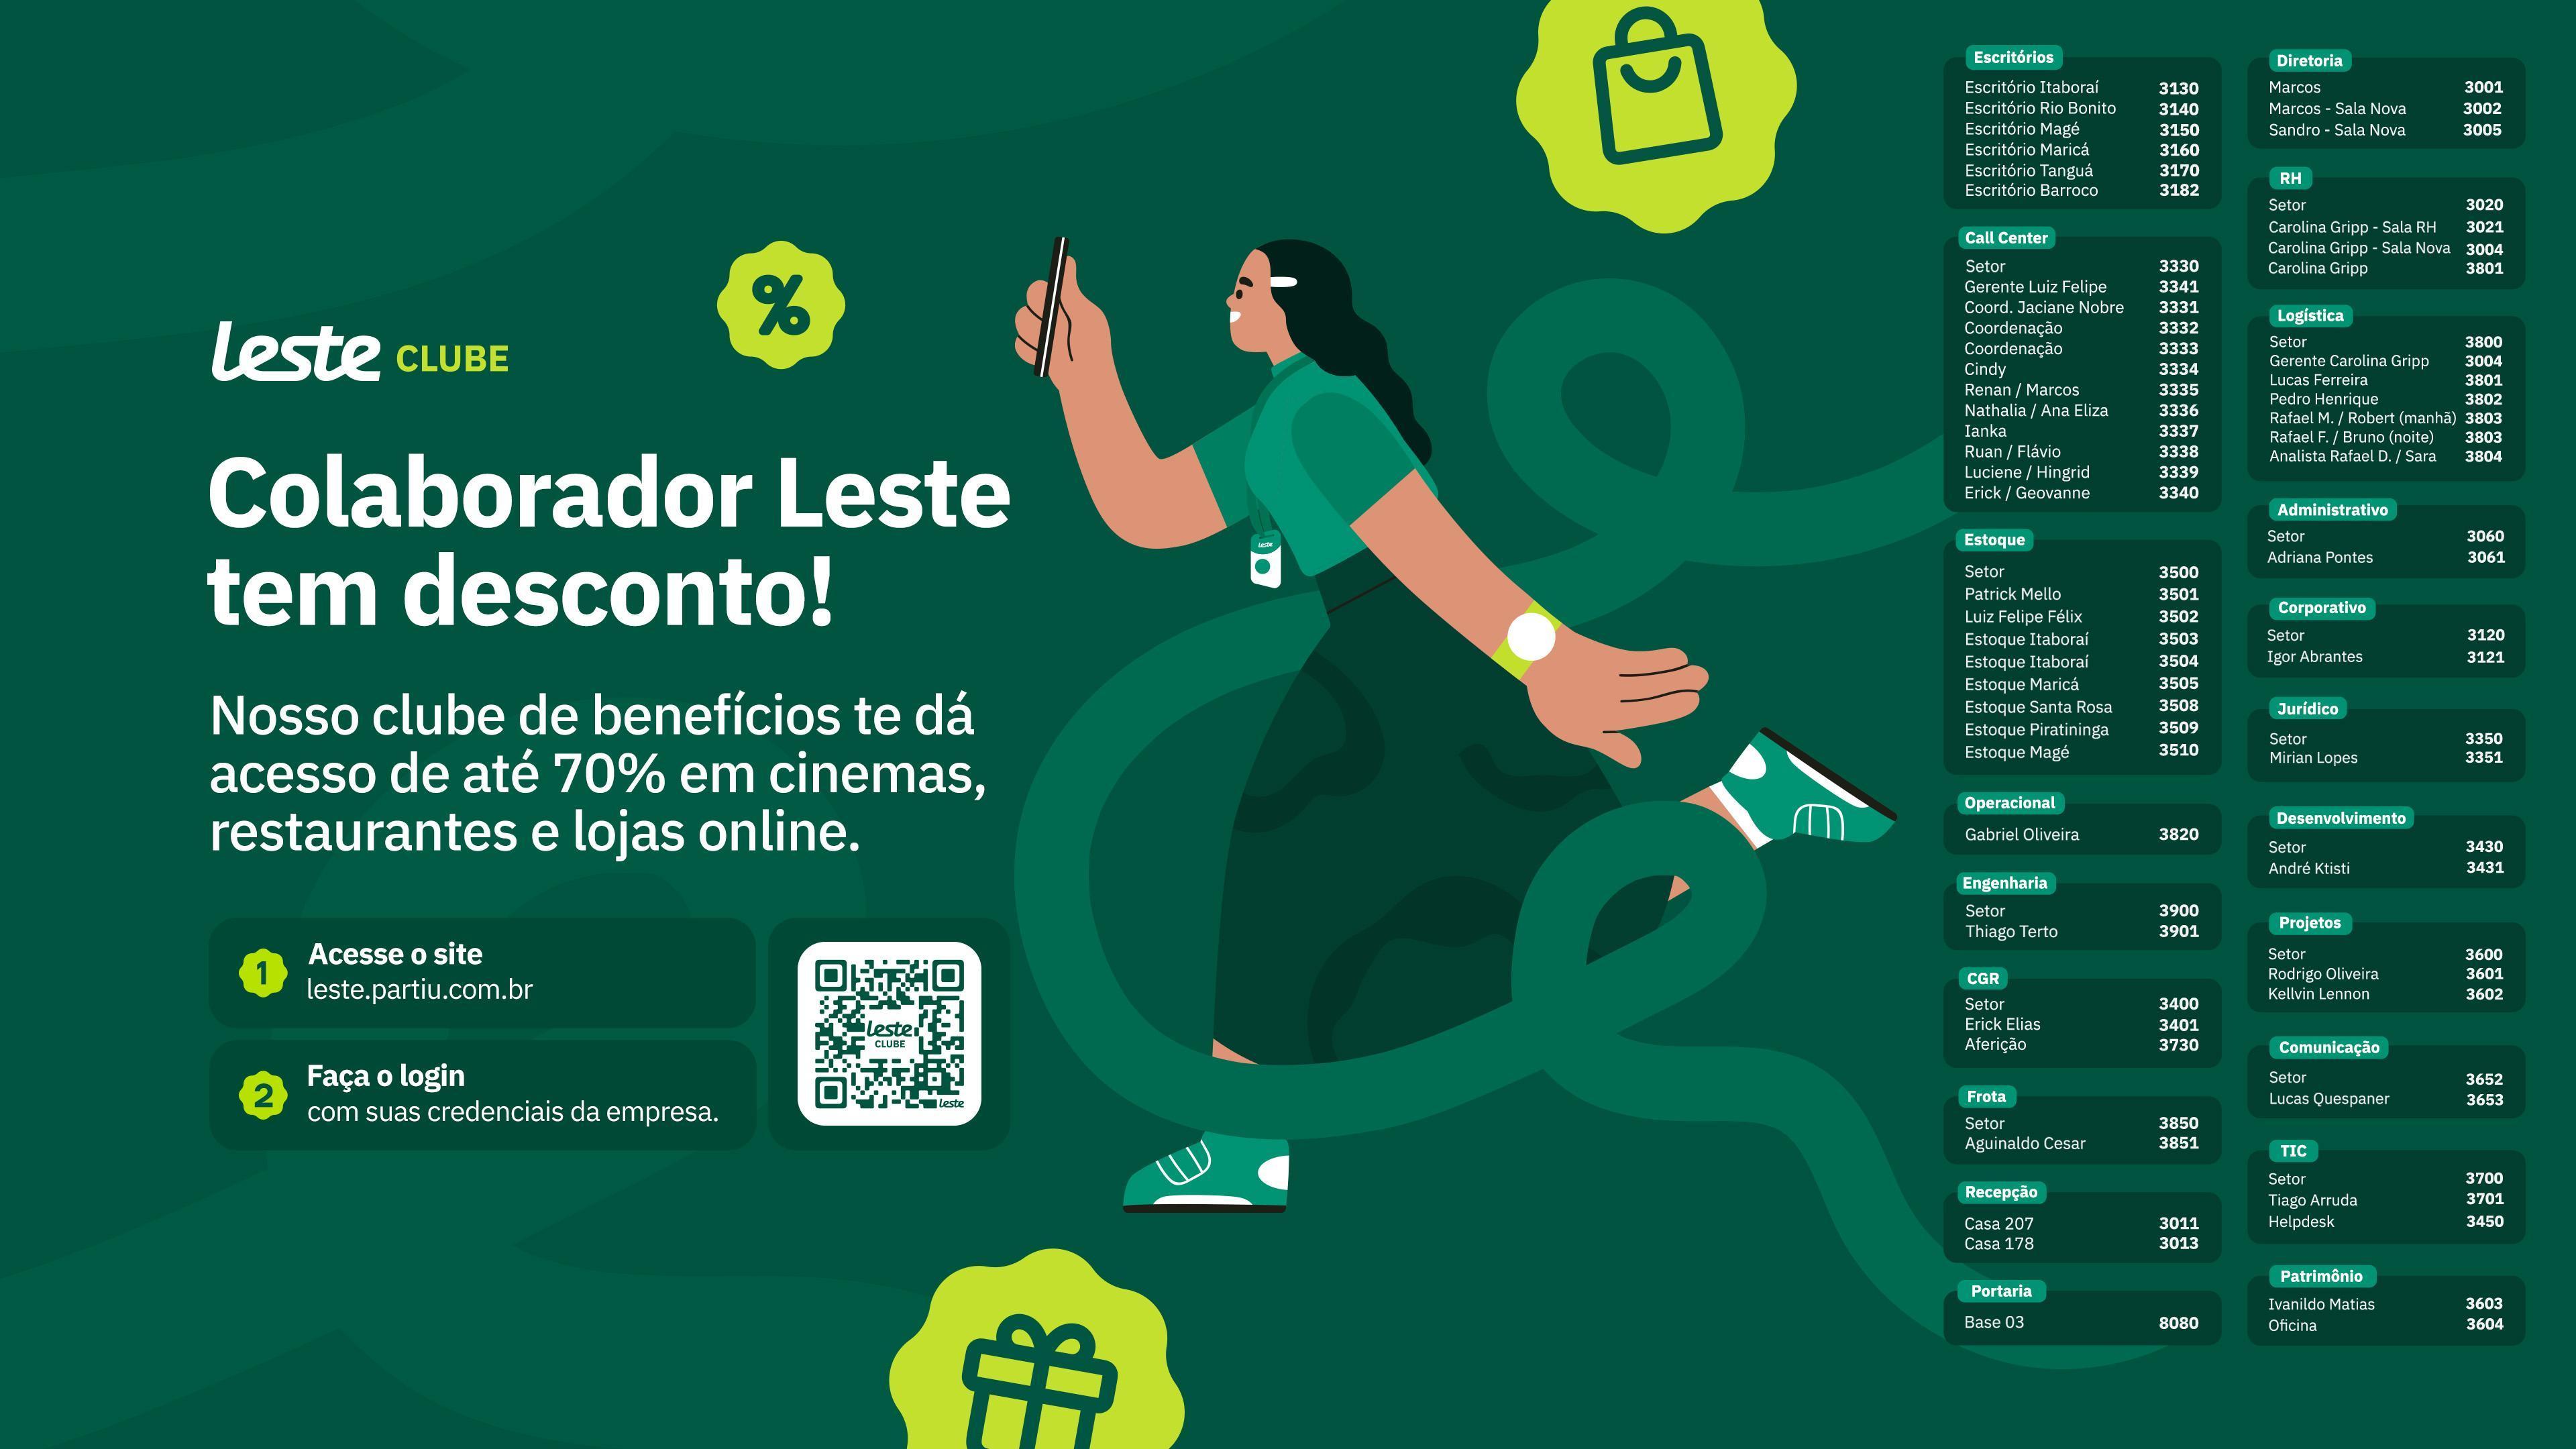 leste CLUBE
Colaborador Leste
tem desconto!
Nosso clube de benefícios te dá
acesso de até 70% em cinemas,
restaurantes e lojas online.
1
Acesse o site
leste.partiu.com.br
2
Faça o login
com suas credenciais da empresa.
leste
CLUBE
leste
%
leste
Escritórios
Escritório Itaboraí 3130
Escritório Rio Bonito 3140
Escritório Magé 3150
Escritório Maricá 3160
Escritório Tanguá 3170
Escritório Barroco 3182
Call Center
Setor 3330
Gerente Luiz Felipe 3341
Coord. Jaciane Nobre 3331
Coordenação 3332
Coordenação 3333
Cindy 3334
Renan / Marcos 3335
Nathalia / Ana Eliza 3336
Ianka 3337
Ruan / Flávio 3338
Luciene / Hingrid 3339
Erick / Geovanne 3340
Estoque
Setor 3500
Patrick Mello 3501
Luiz Felipe Félix 3502
Estoque Itaboraí 3503
Estoque Itaboraí 3504
Estoque Maricá 3505
Estoque Santa Rosa 3508
Estoque Piratininga 3509
Estoque Magé 3510
Operacional
Gabriel Oliveira 3820
Engenharia
Setor 3900
Thiago Terto 3901
CGR
Setor 3400
Erick Elias 3401
Aferição 3730
Frota
Setor 3850
Aguinaldo Cesar 3851
Recepção
Casa 207 3011
Casa 178 3013
Portaria
Base 03 8080
Diretoria
Marcos 3001
Marcos - Sala Nova 3002
Sandro - Sala Nova 3005
RH
Setor 3020
Carolina Gripp - Sala RH 3021
Carolina Gripp - Sala Nova 3004
Carolina Gripp 3801
Logística
Setor 3800
Gerente Carolina Gripp 3004
Lucas Ferreira 3801
Pedro Henrique 3802
Rafael M. / Robert (manhã) 3803
Rafael F. / Bruno (noite) 3803
Analista Rafael D. / Sara 3804
Administrativo
Setor 3060
Adriana Pontes 3061
Corporativo
Setor 3120
Igor Abrantes 3121
Jurídico
Setor 3350
Mirian Lopes 3351
Desenvolvimento
Setor 3430
André Ktisti 3431
Projetos
Setor 3600
Rodrigo Oliveira 3601
Kellvin Lennon 3602
Comunicação
Setor 3652
Lucas Quespaner 3653
TIC
Setor 3700
Tiago Arruda 3701
Helpdesk 3450
Patrimônio
Ivanildo Matias 3603
Oficina 3604